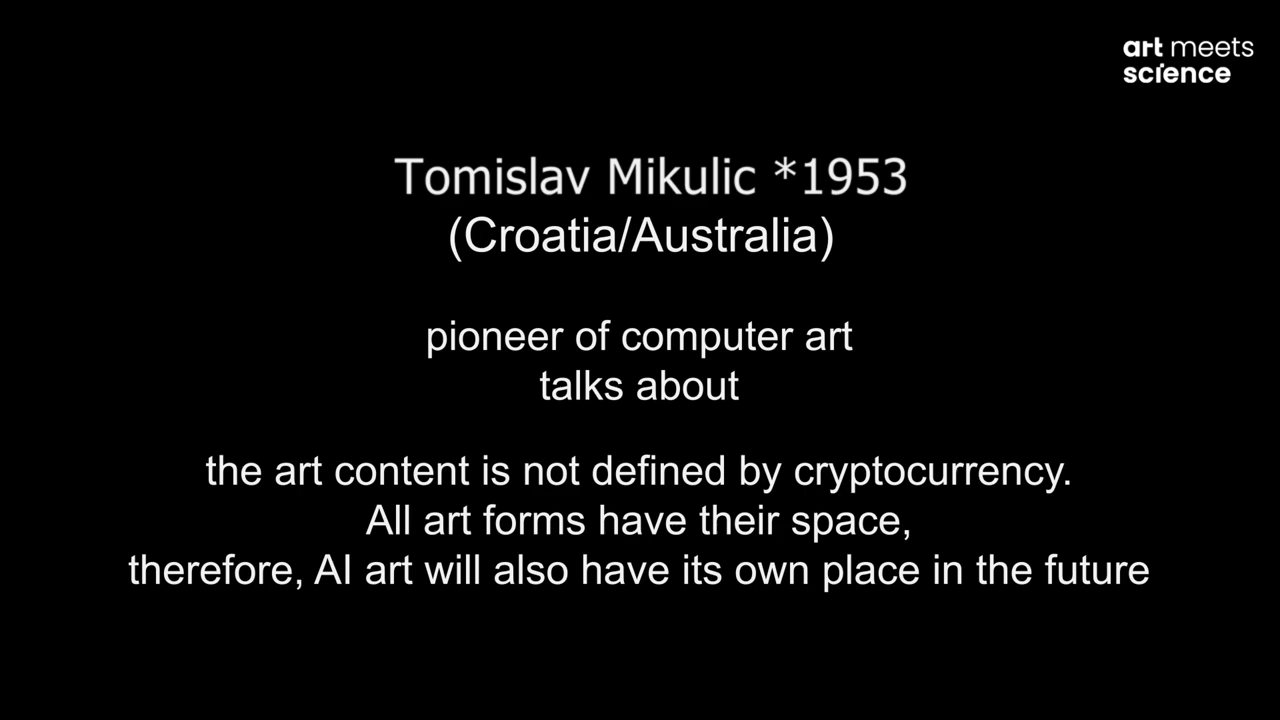 art meets
science
Tomislav Mikulic *1953
(Croatia/Australia)
pioneer of computer art
talks about
the art content is not defined by cryptocurrency.
All art forms have their space,
therefore, AI art will also have its own place in the future